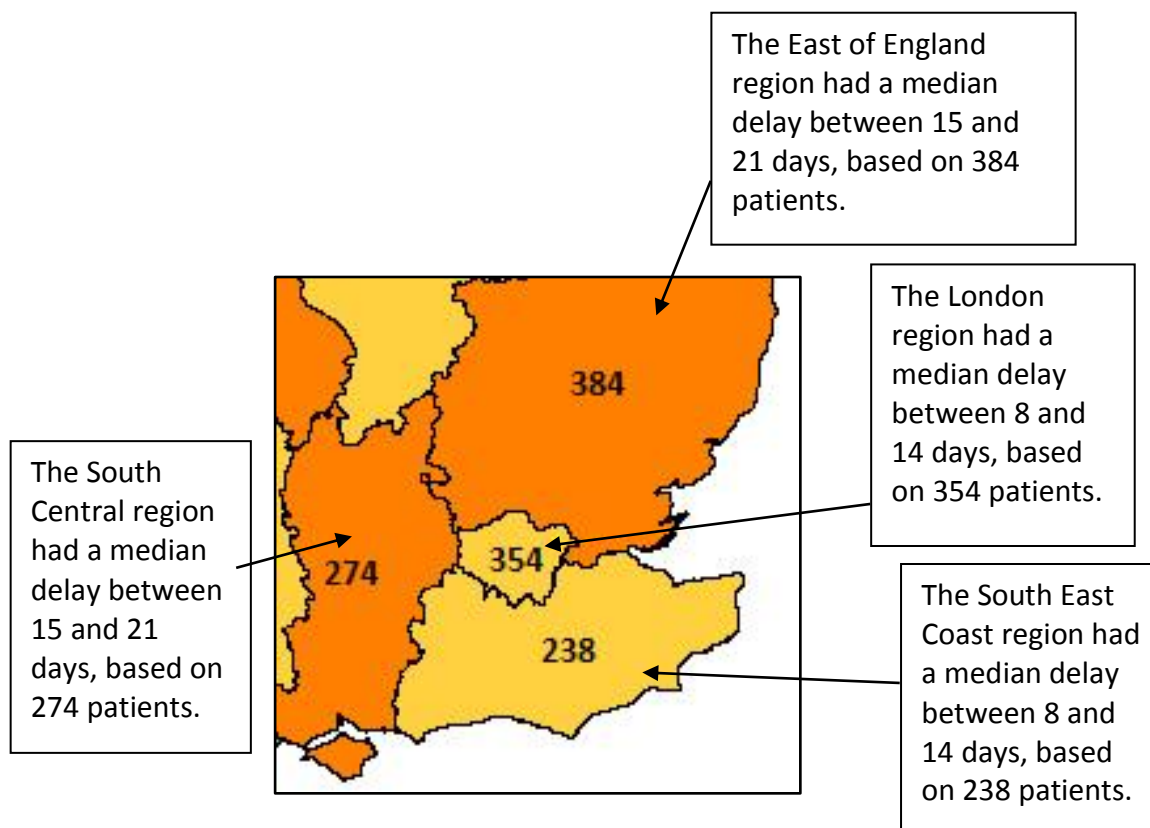 The East of England
region had a median
delay between 15 and
21 days, based on 384
patients.
The London
region had a
median delay
between 8 and
14 days, based
on 354 patients.
384
The South
Central region
had a median
delay between
15 and 21
days, based on
274 patients.
354
274
238
The South East
Coast region had
a median delay
between 8 and
14 days, based
on 238 patients.